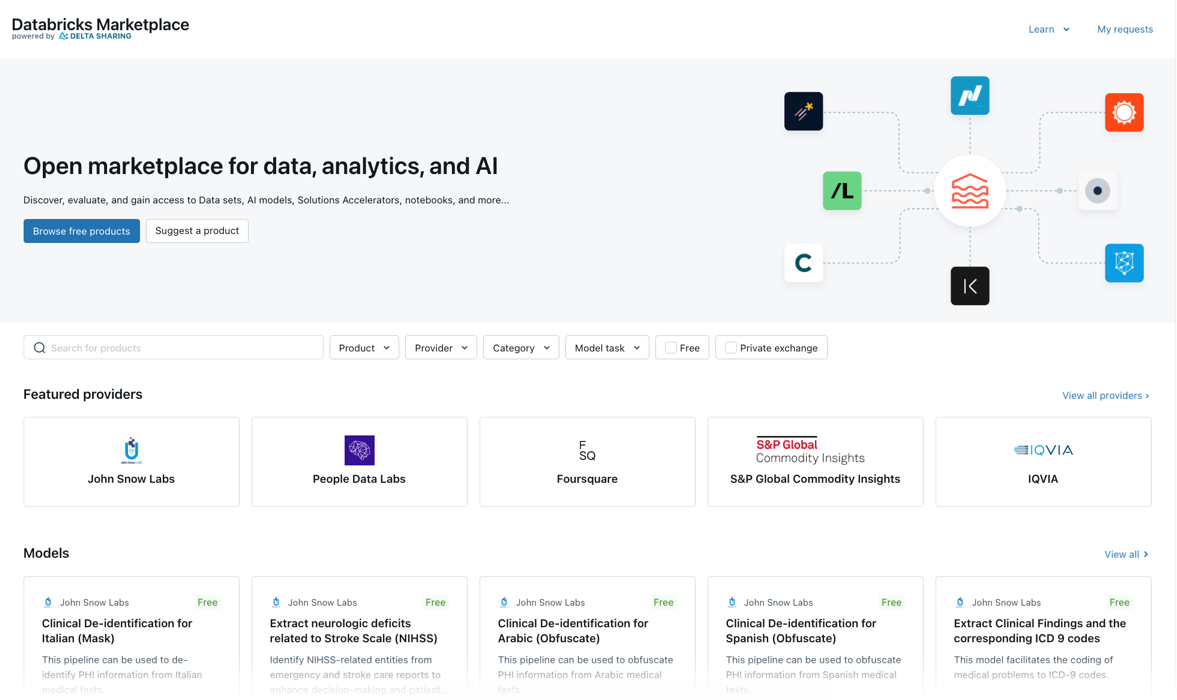 Databricks Marketplace
powered by DELTA SHARING
Learn
My requests
Open marketplace for data, analytics, and AI
Discover, evaluate, and gain access to Data sets, AI models, Solutions Accelerators, notebooks, and more...
Browse free products
Suggest a product
/L
C
Search for products
Product
Provider
Category
Model task
Free
Private exchange
Featured providers
View all providers ›
John Snow Labs
People Data Labs
F
SQ
Foursquare
S&P Global
Commodity Insights
S&P Global Commodity Insights
IQVIA
IQVIA
Models
View all
John Snow Labs
Free
Clinical De-identification for
Italian (Mask)
This pipeline can be used to de-
identify PHI information from Italian
medical texts.
John Snow Labs
Free
Extract neurologic deficits
related to Stroke Scale (NIHSS)
Identify NIHSS-related entities from
emergency and stroke care reports to
enhance decision-making and patient...
John Snow Labs
Free
Clinical De-identification for
Arabic (Obfuscate)
This pipeline can be used to obfuscate
PHI information from Arabic medical
texts
John Snow Labs
Free
Clinical De-identification for
Spanish (Obfuscate)
This pipeline can be used to obfuscate
PHI information from Spanish medical
texts.
John Snow Labs
Free
Extract Clinical Findings and the
corresponding ICD 9 codes
This model facilitates the coding of
medical problems to ICD-9 codes.